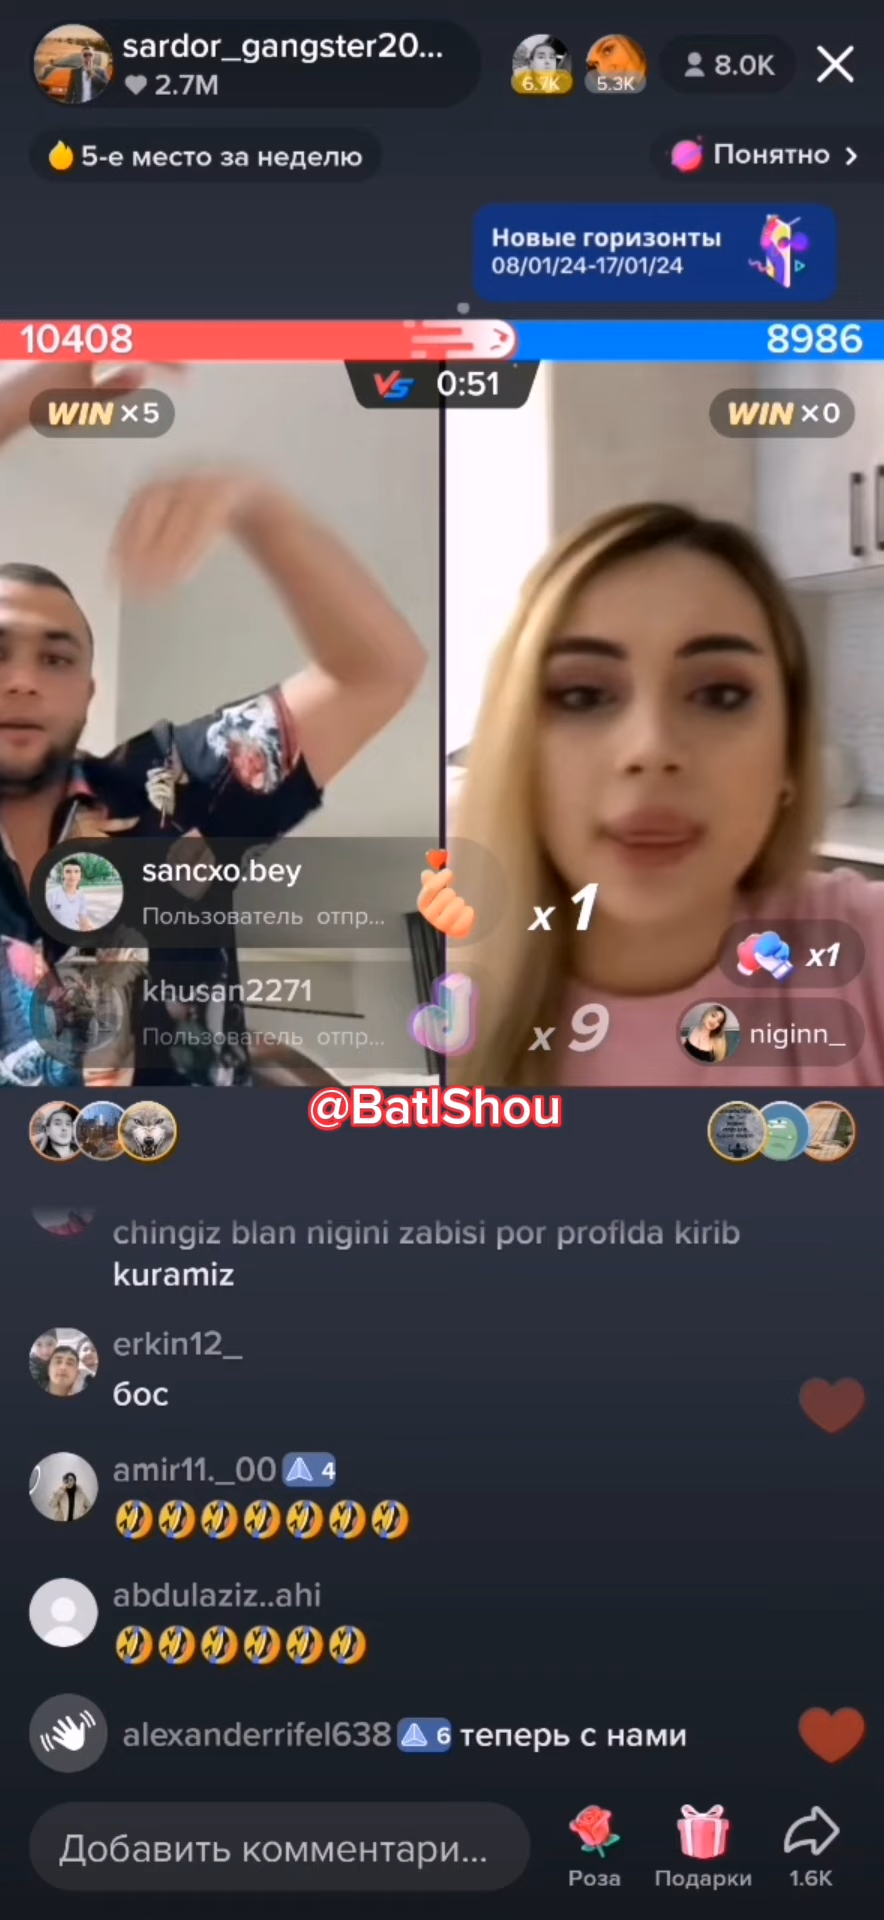 sardor_gangster20...
2.7M
6.7K
5.3K
8.0K
5-е место за неделю
Понятно
Новые горизонты
08/01/24-17/01/24
10408
8986
VS 0:51
WIN ×5
WIN ×0
sancxo.bey
Пользователь отпр...
x 1
x1
khusan2271
Пользователь отпр...
x 9
niginn_
@BatlShou
chingiz blan nigini zabisi por proflda kirib
kuramiz
erkin12_
бос
amir11._00 4
🤣🤣🤣🤣🤣🤣🤣
abdulaziz..ahi
🤣🤣🤣🤣🤣🤣
alexanderrifel638 6 теперь с нами
Добавить комментари...
Роза
Подарки
1.6K